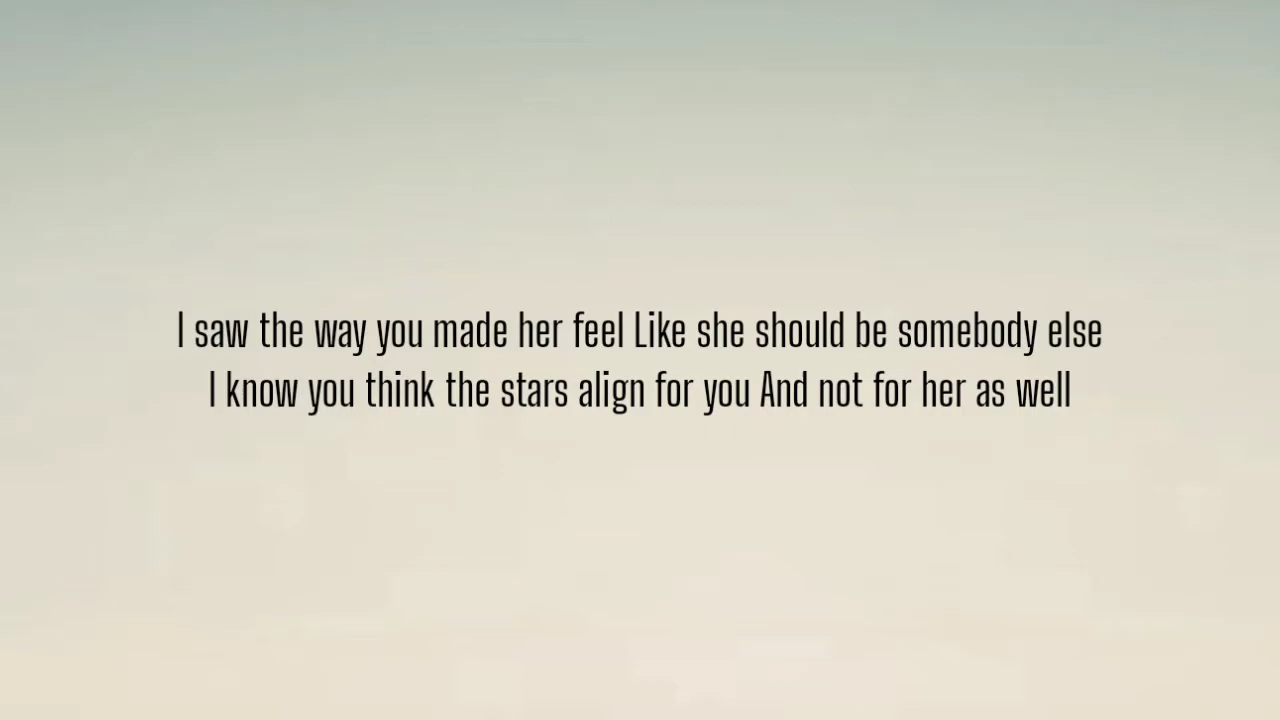 I saw the way you made her feel Like she should be somebody else
I know you think the stars align for you And not for her as well